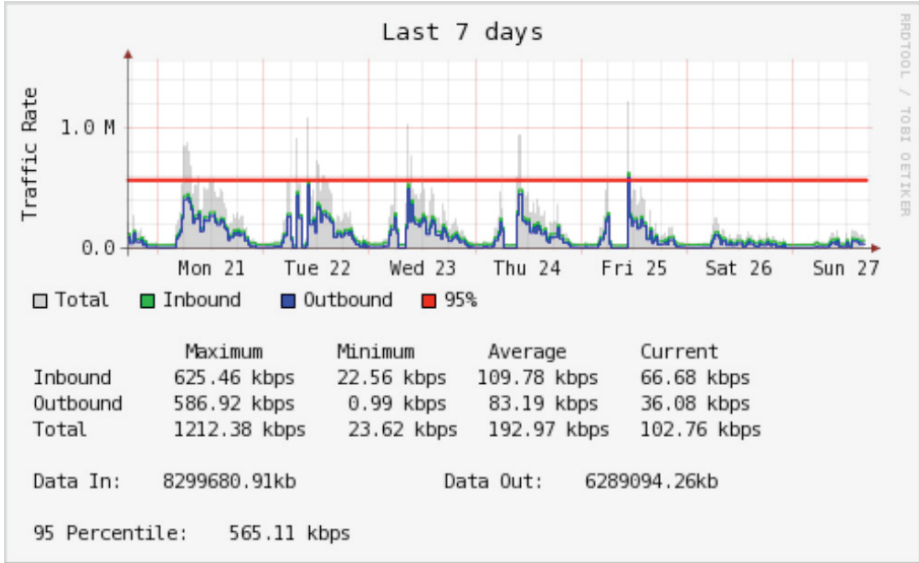 Last 7 days
RRDTOOL / TOBI OETIKER
Traffic Rate
1.0 M
0.0
Mon 21 Tue 22 Wed 23 Thu 24 Fri 25 Sat 26 Sun 27
Total Inbound Outbound 95%
Maximum Minimum Average Current
Inbound 625.46 kbps 22.56 kbps 109.78 kbps 66.68 kbps
Outbound 586.92 kbps 0.99 kbps 83.19 kbps 36.08 kbps
Total 1212.38 kbps 23.62 kbps 192.97 kbps 102.76 kbps
Data In: 8299680.91kb Data Out: 6289094.26kb
95 Percentile: 565.11 kbps